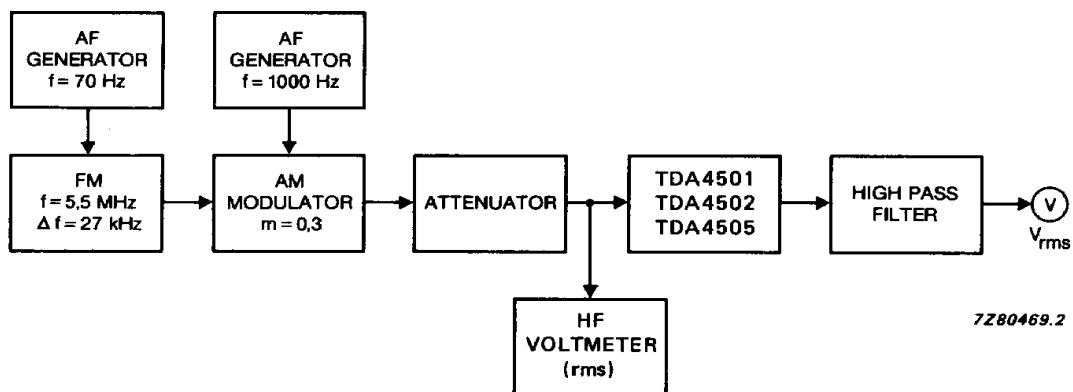 AF
GENERATOR
f = 70 Hz
AF
GENERATOR
f = 1000 Hz
FM
f = 5,5 MHz
Δ f = 27 kHz
AM
MODULATOR
m = 0,3
ATTENUATOR
TDA4501
TDA4502
TDA4505
HIGH PASS
FILTER
V
Vrms
HF
VOLTMETER
(rms)
7Z80469.2